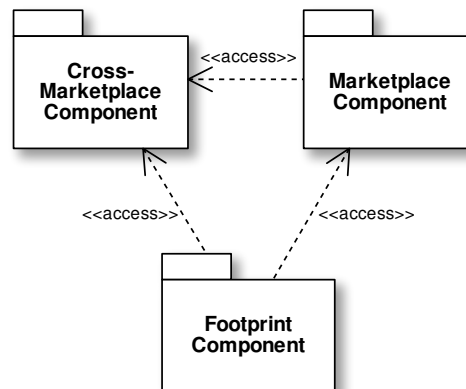 Cross-
Marketplace
Component
<<access>>
Marketplace
Component
<<access>>
<<access>>
Footprint
Component